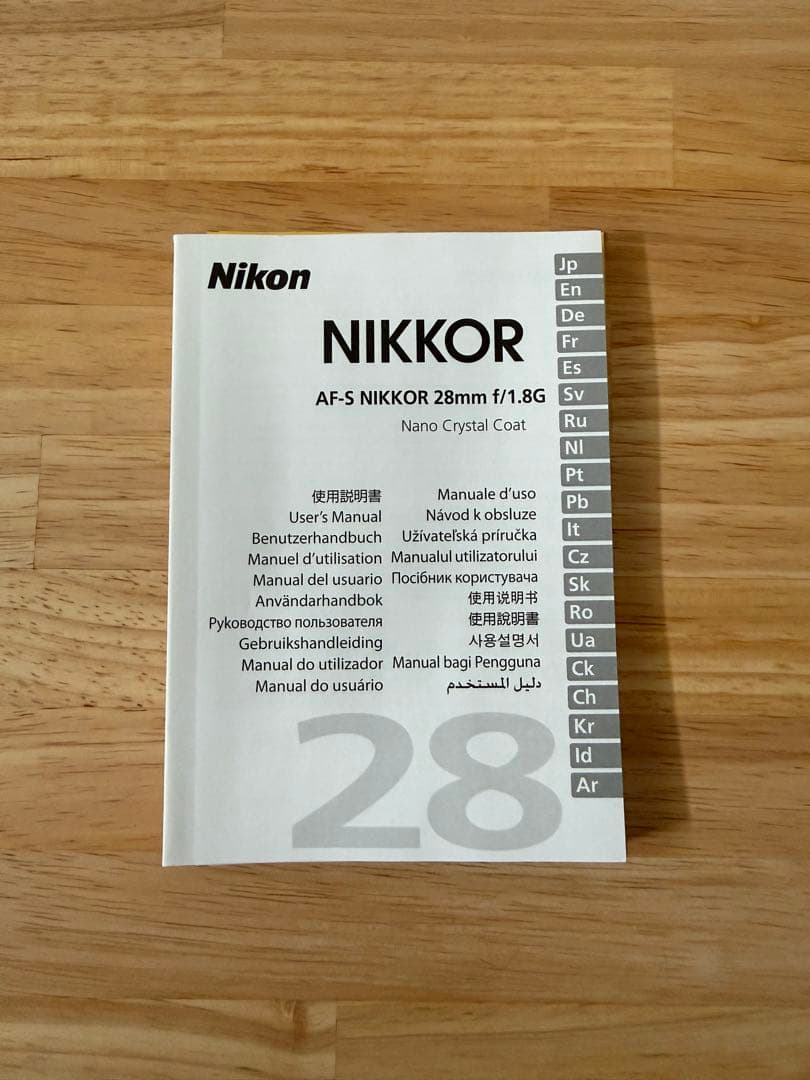 Nikon
NIKKOR
AF-S NIKKOR 28mm f/1.8G
Nano Crystal Coat
使用説明書
User's Manual
Benutzerhandbuch
Manuel d'utilisation
Manual del usuario
Användarhandbok
Руководство пользователя
Gebruikshandleiding
Manual do utilizador
Manual do usuário
Manuale d'uso
Návod k obsluze
Užívateľská príručka
Manualul utilizatorului
Посібник користувача
使用说明书
使用說明書
사용설명서
Manual bagi Pengguna
دليل المستخدم
28
Jp
En
De
Fr
Es
Sv
Ru
Nl
Pt
Pb
It
Cz
Sk
Ro
Ua
Ck
Ch
Kr
Id
Ar